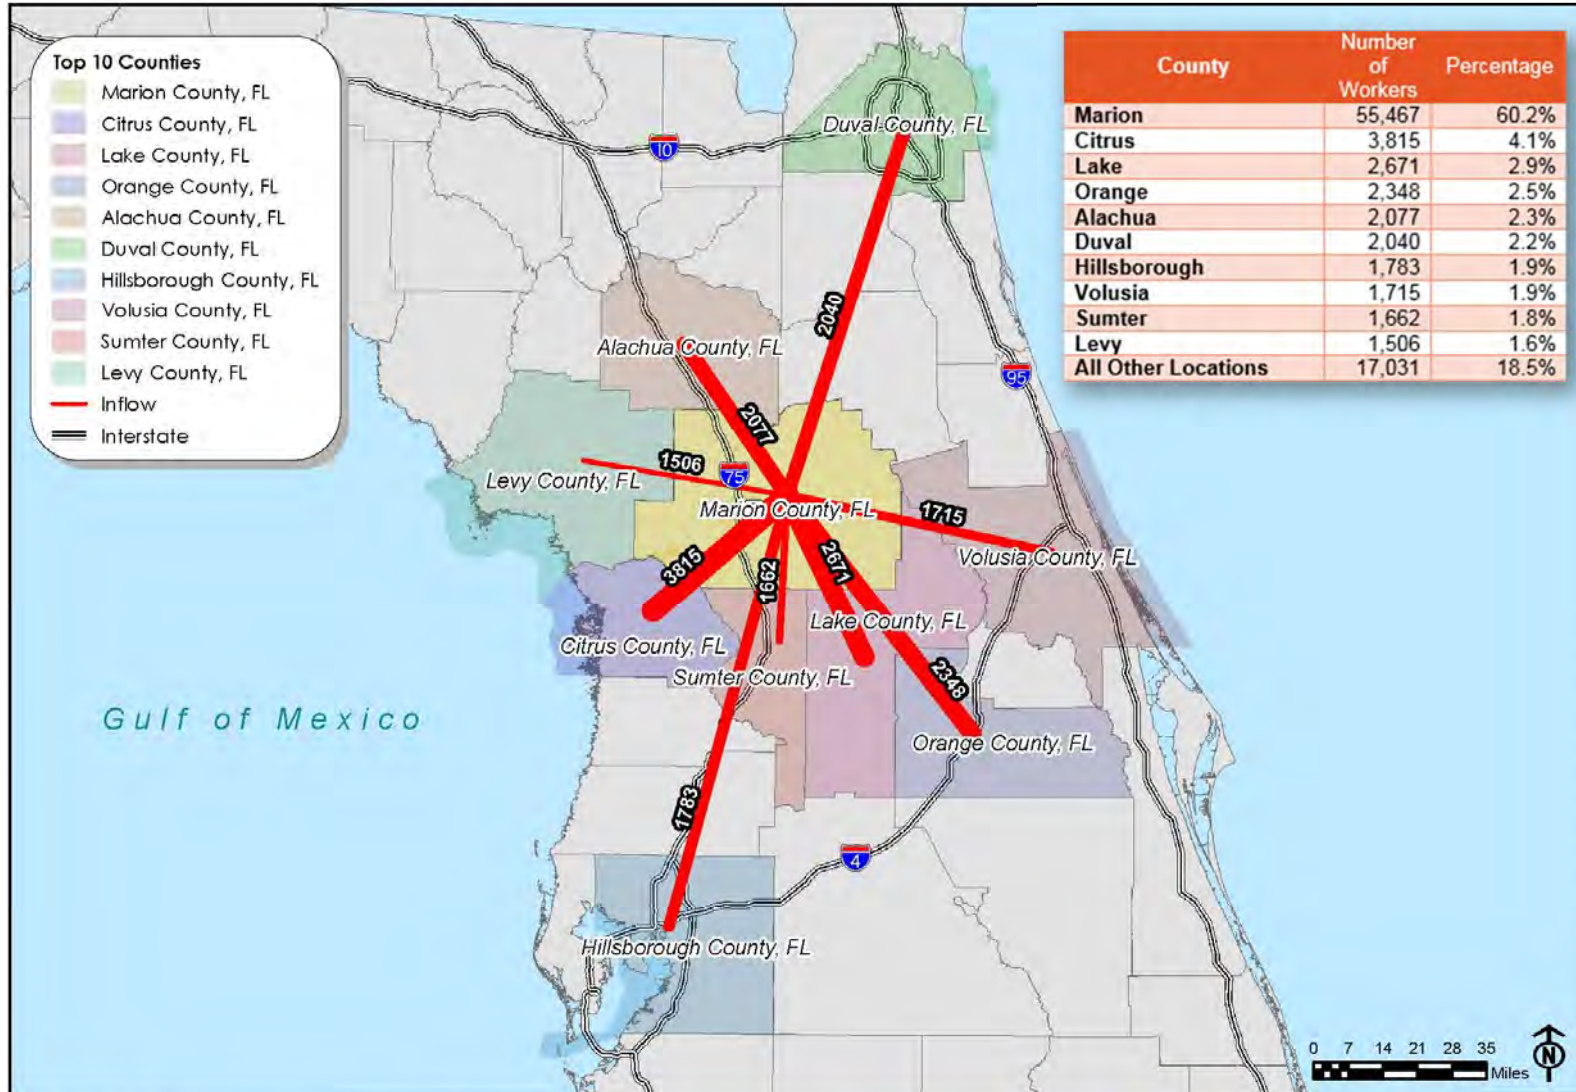 Top 10 Counties
Marion County, FL
Citrus County, FL
Lake County, FL
Orange County, FL
Alachua County, FL
Duval County, FL
Hillsborough County, FL
Volusia County, FL
Sumter County, FL
Levy County, FL
Inflow
Interstate
County Number of Workers Percentage
Marion 55,467 60.2%
Citrus 3,815 4.1%
Lake 2,671 2.9%
Orange 2,348 2.5%
Alachua 2,077 2.3%
Duval 2,040 2.2%
Hillsborough 1,783 1.9%
Volusia 1,715 1.9%
Sumter 1,662 1.8%
Levy 1,506 1.6%
All Other Locations 17,031 18.5%
Duval County, FL
10
2040
Alachua County, FL
95
2077
1506
75
Levy County, FL
Marion County, FL
1715
Volusia County, FL
3815
1662
2671
Lake County, FL
Citrus County, FL
Sumter County, FL
2348
Gulf of Mexico
Orange County, FL
1783
4
Hillsborough County, FL
0 7 14 21 28 35
Miles
N